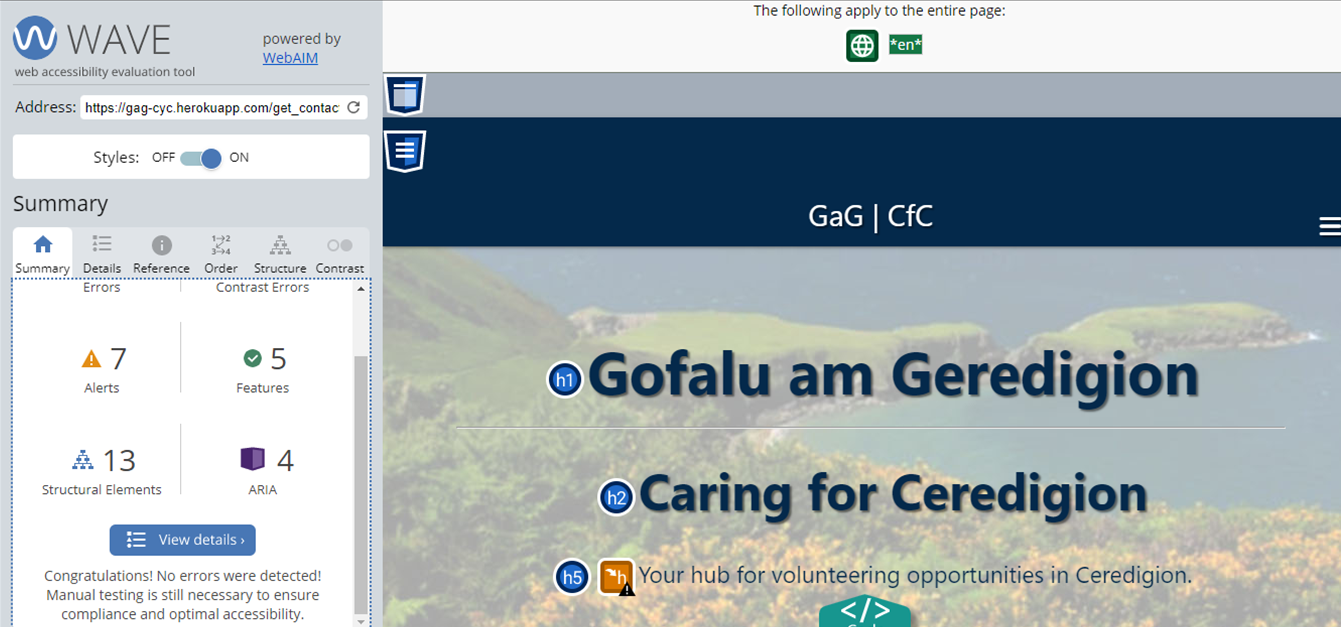 WAVE
powered by
WebAIM
web accessibility evaluation tool
Address: https://gag-cyc.herokuapp.com/get_contac
Styles: OFF ON
Summary
Summary Details Reference Order Structure Contrast
Errors Contrast Errors
7 5
Alerts Features
13 4
Structural Elements ARIA
View details ›
Congratulations! No errors were detected!
Manual testing is still necessary to ensure
compliance and optimal accessibility.
The following apply to the entire page:
*en*
GaG | CfC
h1 Gofalu am Geredigion
h2 Caring for Ceredigion
h5 h Your hub for volunteering opportunities in Ceredigion.
</>